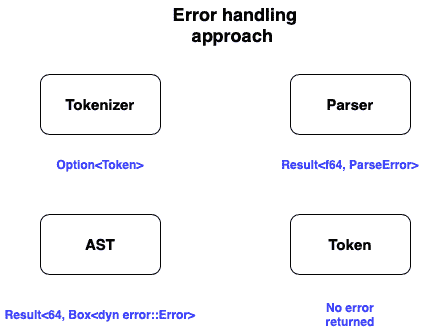 Error handling
approach
Tokenizer
Parser
Option<Token>
Result<f64, ParseError>
AST
Token
Result<64, Box<dyn error::Error>
No error
returned